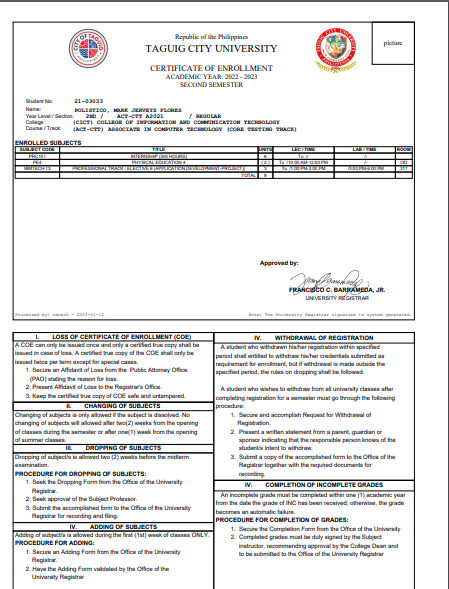 Republic of the Philippines
TAGUIG CITY UNIVERSITY
CERTIFICATE OF ENROLLMENT
ACADEMIC YEAR: 2022 - 2023
SECOND SEMESTER
picture
Student No: 21-03033
Name: POLISTICO, MARK JERVEYS FLORES
Year Level / Section: 2ND / ACT-CTT A2021 / REGULAR
College: (CICT) COLLEGE OF INFORMATION AND COMMUNICATION TECHNOLOGY
Course / Track: (ACT-CTT) ASSOCIATE IN COMPUTER TECHNOLOGY (CORE TESTING TRACK)
ENROLLED SUBJECTS
SUBJECT CODE TITLE UNITS LEC / TIME LAB / TIME ROOM
PRC101 INTERNSHIP (300 HOURS) 6 Tu
PE4 PHYSICAL EDUCATION 4 ( 2 ) Tu /10:00 AM-12:00 PM
ISMTECH 13 PROFESSIONAL TRACK / ELECTIVE 6 (APPLICATION DEVELOPMENT/PROJECT) 3 Tu /1:00 PM-3:00 PM 317
TOTAL 9
Approved by:
FRANCISCO C. BARRAMEDA, JR.
UNIVERSITY REGISTRAR
Note: The University Registrar signature is system generated.
I. LOSS OF CERTIFICATE OF ENROLLMENT (COE)
A COE can only be issued once and only a certified true copy shall be
issued in case of loss. A certified true copy of the COE shall only be
issued twice per term except for special cases.
1. Secure an Affidavit of Loss from the Public Attorney Office
(PAO) stating the reason for loss.
2. Present Affidavit of Loss to the Registrar's Office.
3. Keep the certified true copy of COE safe and untampered.
II. CHANGING OF SUBJECTS
Changing of subjects is only allowed if the subject is dissolved. No
changing of subjects will allowed after two(2) weeks from the opening
of classes during the semester or after one(1) week from the opening
of summer classes.
III. DROPPING OF SUBJECTS
Dropping of subject/s is allowed two (2) weeks before the midterm
examination.
PROCEDURE FOR DROPPING OF SUBJECTS:
1. Seek the Dropping Form from the Office of the University
Registrar.
2. Seek approval of the Subject Professor.
3. Submit the accomplished form to the Office of the University
Registrar for recording and filing.
IV. ADDING OF SUBJECTS
Adding of subject/s is allowed during the first (1st) week of classes ONLY.
PROCEDURE FOR ADDING:
1. Secure an Adding Form from the Office of the University
Registrar.
2. Have the Adding Form validated by the Office of the
University Registrar
IV. WITHDRAWAL OF REGISTRATION
A student who withdrawn his/her registration within specified
period shall entitled to withdraw his/her credentials submitted as
requirement for enrollment, but if withdrawal is made outside the
specified period, the rules on dropping shall be followed.
A student who wishes to withdraw from all university classes after
completing registration for a semester must go through the following
procedure:
1. Secure and accomplish Request for Withdrawal of
Registration.
2. Present a written statement from a parent, guardian or
sponsor indicating that the responsible person knows of the
student/s intent to withdraw.
3. Submit a copy of the accomplished form to the Office of the
Registrar together with the required documents for
recording.
IV. COMPLETION OF INCOMPLETE GRADES
An incomplete grade must be completed within one (1) academic year
from the date the grade of INC has been received; otherwise, the grade
becomes an automatic failure.
PROCEDURE FOR COMPLETION OF GRADES:
1. Secure the Completion Form from the Office of the University
2. Completed grades must be duly signed by the Subject
instructor, recommending approval by the College Dean and
to be submitted to the Office of the University Registrar